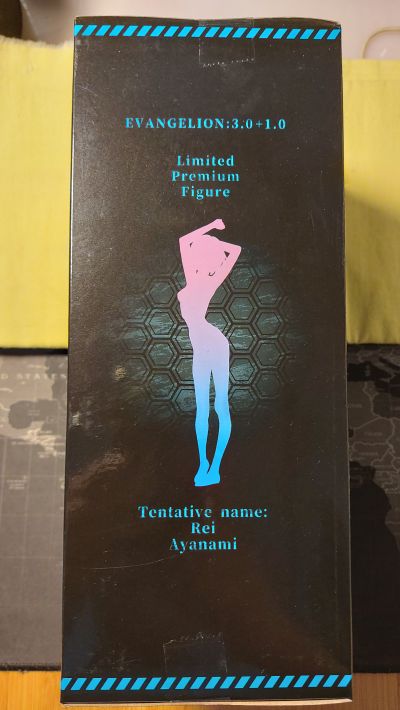 EVANGELION:3.0+1.0
Limited
Premium
Figure
Tentative name:
Rei
Ayanami